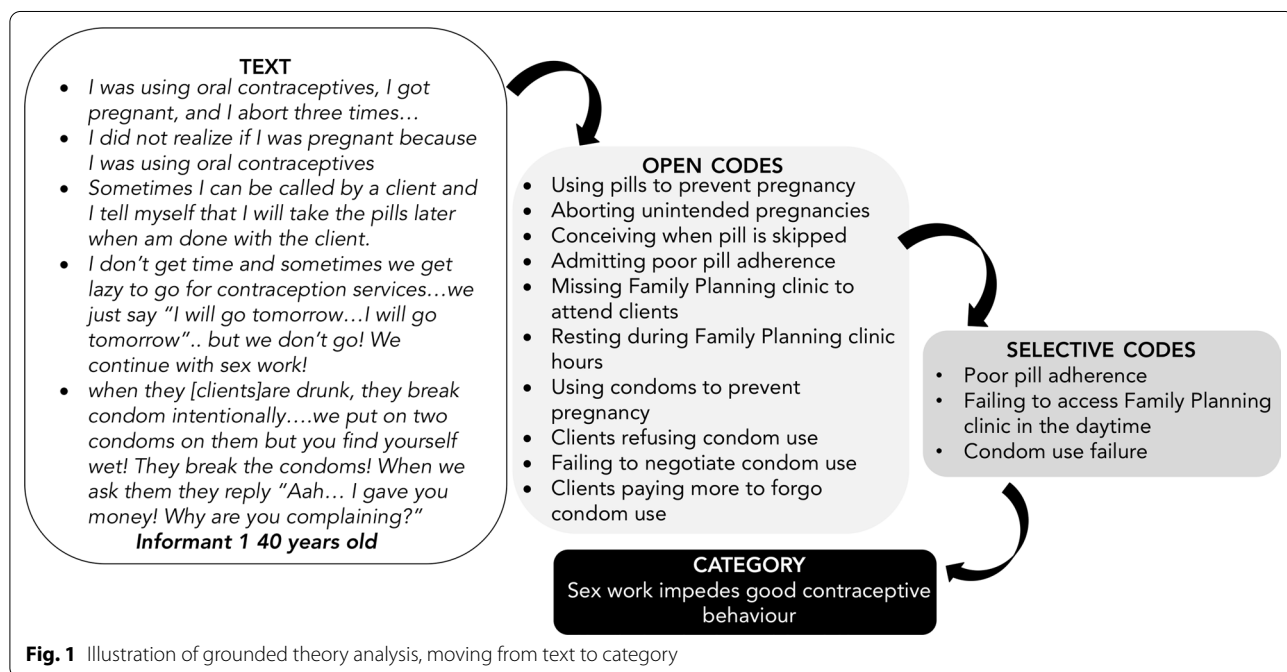 TEXT
• I was using oral contraceptives, I got
pregnant, and I abort three times…
• I did not realize if I was pregnant because
I was using oral contraceptives
• Sometimes I can be called by a client and
I tell myself that I will take the pills later
when am done with the client.
• I don't get time and sometimes we get
lazy to go for contraception services…we
just say "I will go tomorrow…I will go
tomorrow".. but we don't go! We
continue with sex work!
• when they [clients]are drunk, they break
condom intentionally….we put on two
condoms on them but you find yourself
wet! They break the condoms! When we
ask them they reply "Aah… I gave you
money! Why are you complaining?"
Informant 1 40 years old
OPEN CODES
• Using pills to prevent pregnancy
• Aborting unintended pregnancies
• Conceiving when pill is skipped
• Admitting poor pill adherence
• Missing Family Planning clinic to
attend clients
• Resting during Family Planning clinic
hours
• Using condoms to prevent
pregnancy
• Clients refusing condom use
• Failing to negotiate condom use
• Clients paying more to forgo
condom use
SELECTIVE CODES
• Poor pill adherence
• Failing to access Family Planning
clinic in the daytime
• Condom use failure
CATEGORY
Sex work impedes good contraceptive
behaviour
Fig. 1 Illustration of grounded theory analysis, moving from text to category